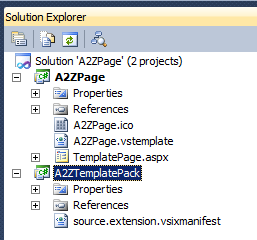 Solution Explorer
Solution 'A2ZPage' (2 projects)
A2ZPage
Properties
References
A2ZPage.ico
A2ZPage.vstemplate
TemplatePage.aspx
A2ZTemplatePack
Properties
References
source.extension.vsixmanifest